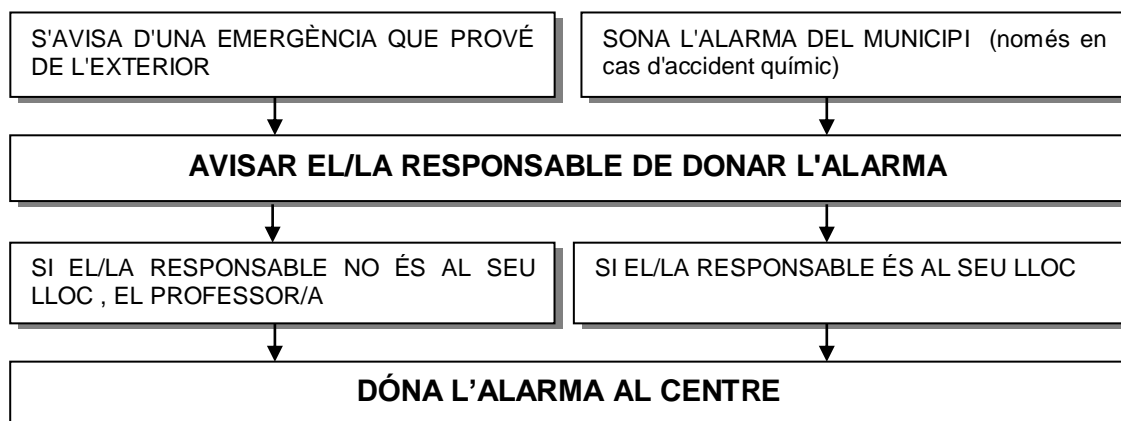 S'AVISA D'UNA EMERGÈNCIA QUE PROVÉ
DE L'EXTERIOR
SONA L'ALARMA DEL MUNICIPI (només en
cas d'accident químic)
AVISAR EL/LA RESPONSABLE DE DONAR L'ALARMA
SI EL/LA RESPONSABLE NO ÉS AL SEU
LLOC , EL PROFESSOR/A
SI EL/LA RESPONSABLE ÉS AL SEU LLOC
DÓNA L’ALARMA AL CENTRE